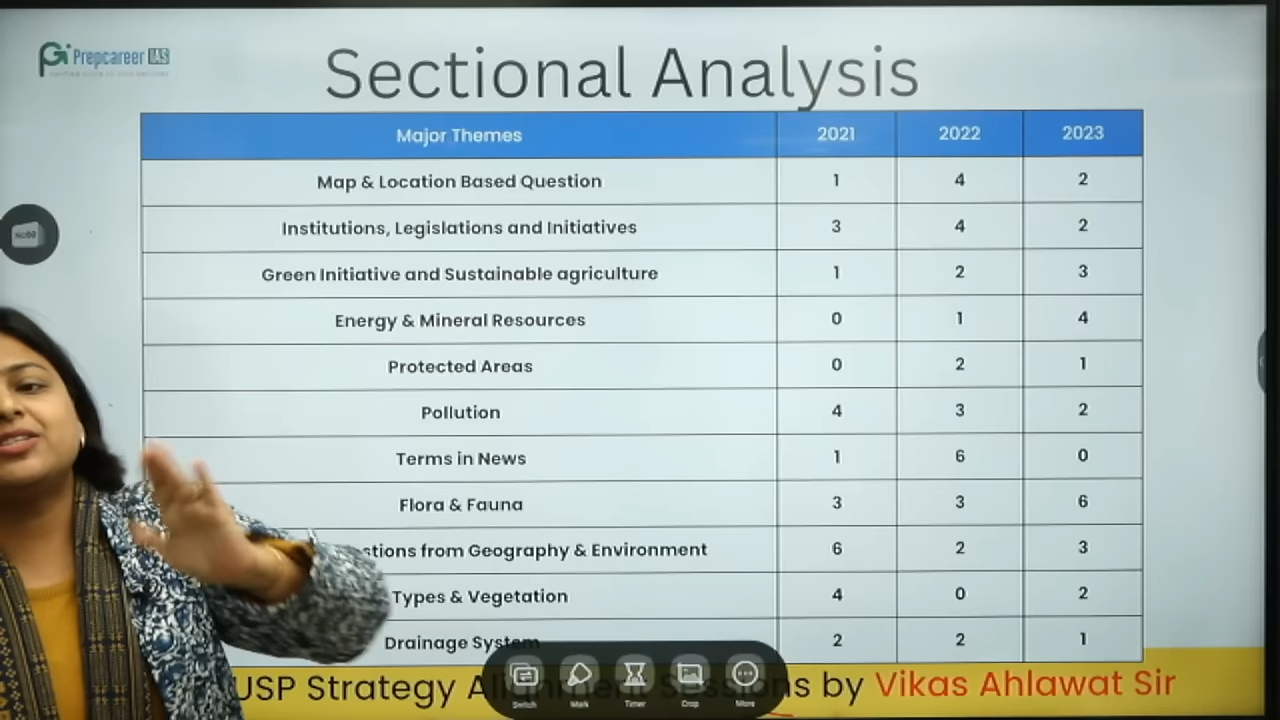 Prepcareer IAS
Sectional Analysis
Major Themes 2021 2022 2023
Map & Location Based Question 1 4 2
Institutions, Legislations and Initiatives 3 4 2
Green Initiative and Sustainable agriculture 1 2 3
Energy & Mineral Resources 0 1 4
Protected Areas 0 2 1
Pollution 4 3 2
Terms in News 1 6 0
Flora & Fauna 3 3 6
stions from Geography & Environment 6 2 3
Types & Vegetation 4 0 2
Drainage System 2 2 1
USP Strategy Sessions by Vikas Ahlawat Sir
Switch Mark Timer Crop More